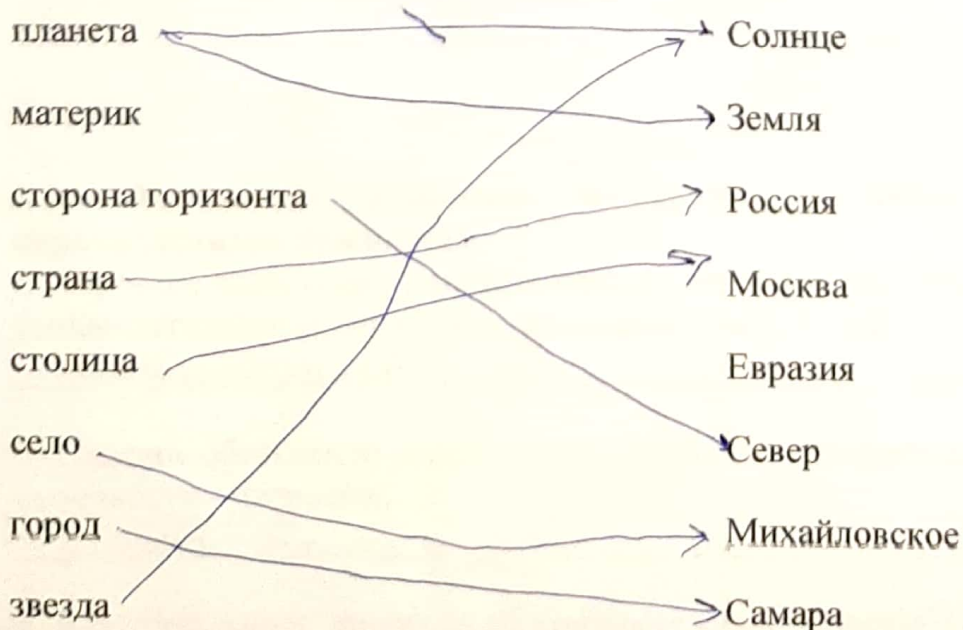 планета Солнце
материк Земля
сторона горизонта Россия
страна Москва
столица Евразия
село Север
город Михайловское
звезда Самара